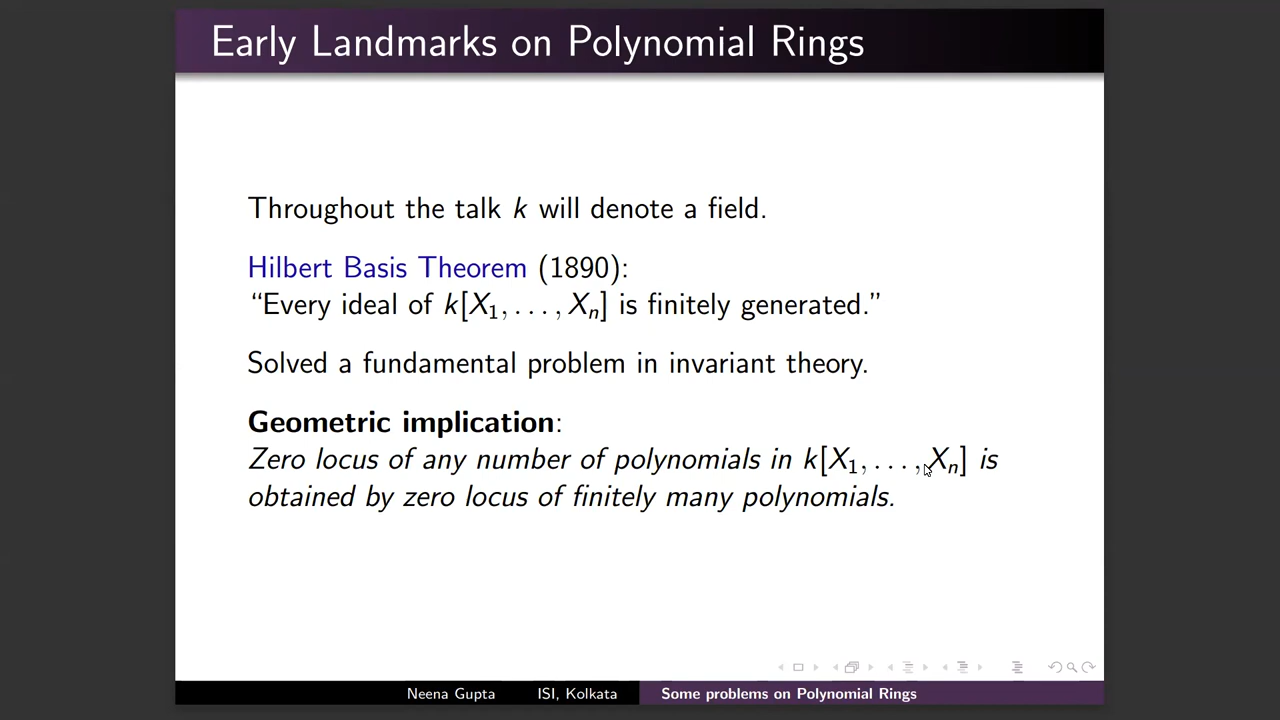 Early Landmarks on Polynomial Rings
Throughout the talk k will denote a field.
Hilbert Basis Theorem (1890):
“Every ideal of k[X₁, . . . , Xₙ] is finitely generated.”
Solved a fundamental problem in invariant theory.
Geometric implication:
Zero locus of any number of polynomials in k[X₁, . . . , Xₙ] is
obtained by zero locus of finitely many polynomials.
Neena Gupta ISI, Kolkata Some problems on Polynomial Rings